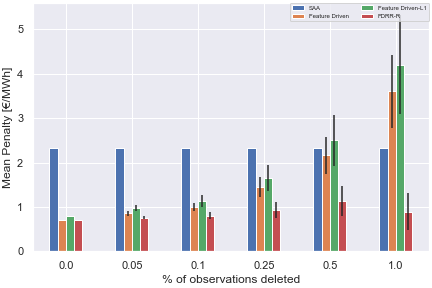 SAA
Feature Driven
Feature Driven-L1
FDRR-R
Mean Penalty [€/MWh]
5
4
3
2
1
0
0.0 0.05 0.1 0.25 0.5 1.0
% of observations deleted